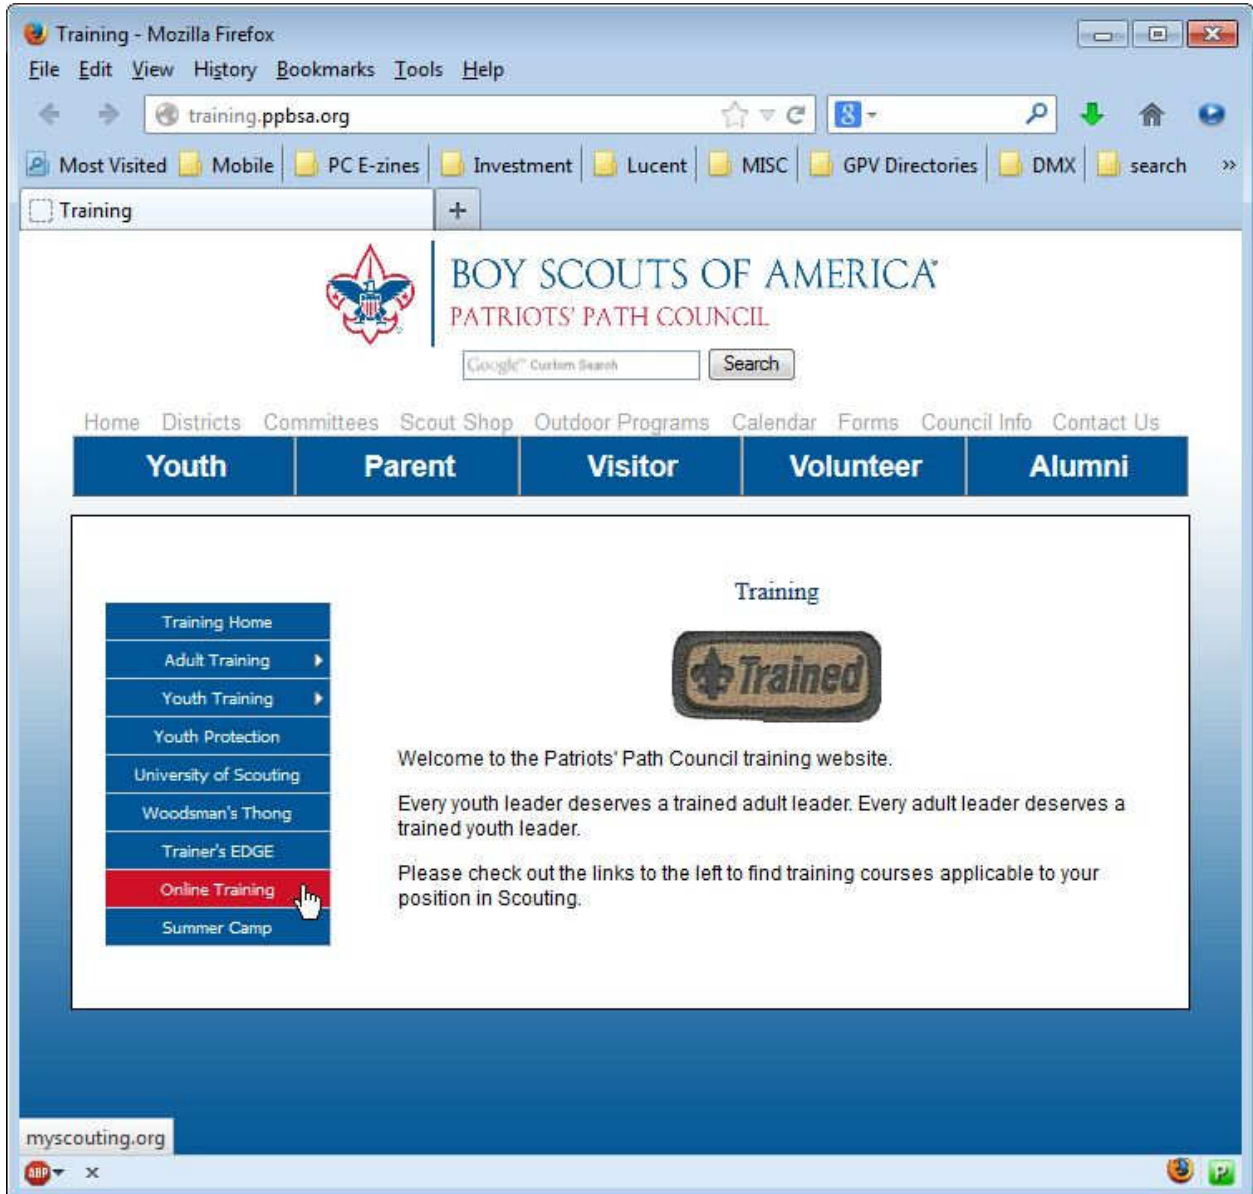 Training - Mozilla Firefox
File Edit View History Bookmarks Tools Help
training.ppbsa.org
8
Most Visited Mobile PC E-zines Investment Lucent MISC GPV Directories DMX search »
Training +
BOY SCOUTS OF AMERICA®
PATRIOTS' PATH COUNCIL
Google™ Custom Search Search
Home Districts Committees Scout Shop Outdoor Programs Calendar Forms Council Info Contact Us
Youth Parent Visitor Volunteer Alumni
Training Home
Adult Training
Youth Training
Youth Protection
University of Scouting
Woodsman's Thong
Trainer's EDGE
Online Training
Summer Camp
Training
Trained
Welcome to the Patriots' Path Council training website.
Every youth leader deserves a trained adult leader. Every adult leader deserves a
trained youth leader.
Please check out the links to the left to find training courses applicable to your
position in Scouting.
myscouting.org
ABP x